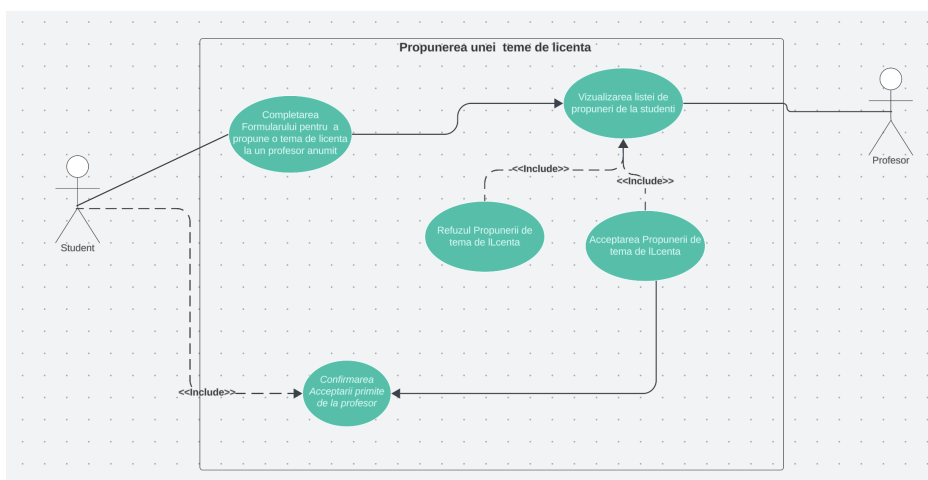 Propunerea unei teme de licenta
Completarea
Formularului pentru a
propune o tema de licenta
la un profesor anumit
Vizualizarea listei de
propuneri de la studenti
Profesor
<<Include>>
<<Include>>
Student
Refuzul Propunerii de
tema de lLcenta
Acceptarea Propunerii de
tema de lLcenta
<<Include>>
Confirmarea
Acceptarii primite
de la profesor